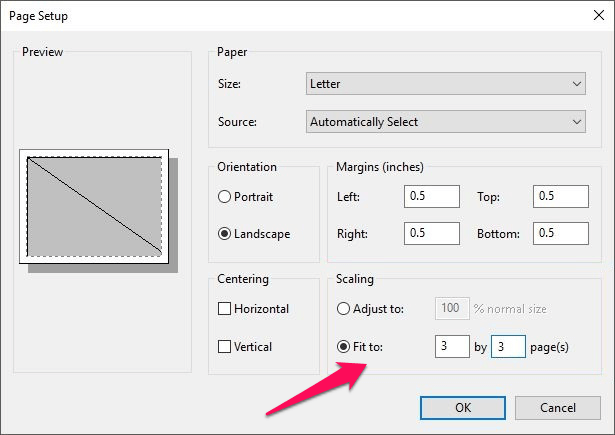 Page Setup
Preview
Paper
Size: Letter
Source: Automatically Select
Orientation
Portrait
Landscape
Margins (inches)
Left: 0.5 Top: 0.5
Right: 0.5 Bottom: 0.5
Centering
Horizontal
Vertical
Scaling
Adjust to: 100 % normal size
Fit to: 3 by 3 page(s)
OK Cancel